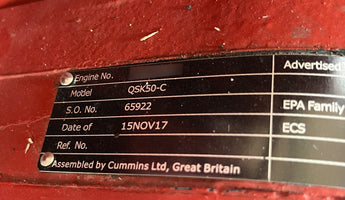 Engine No. Advertised
Model QSK50-C
S.O. No. 65922 EPA Family
Date of 15NOV17 ECS
Ref. No.
Assembled by Cummins Ltd, Great Britain